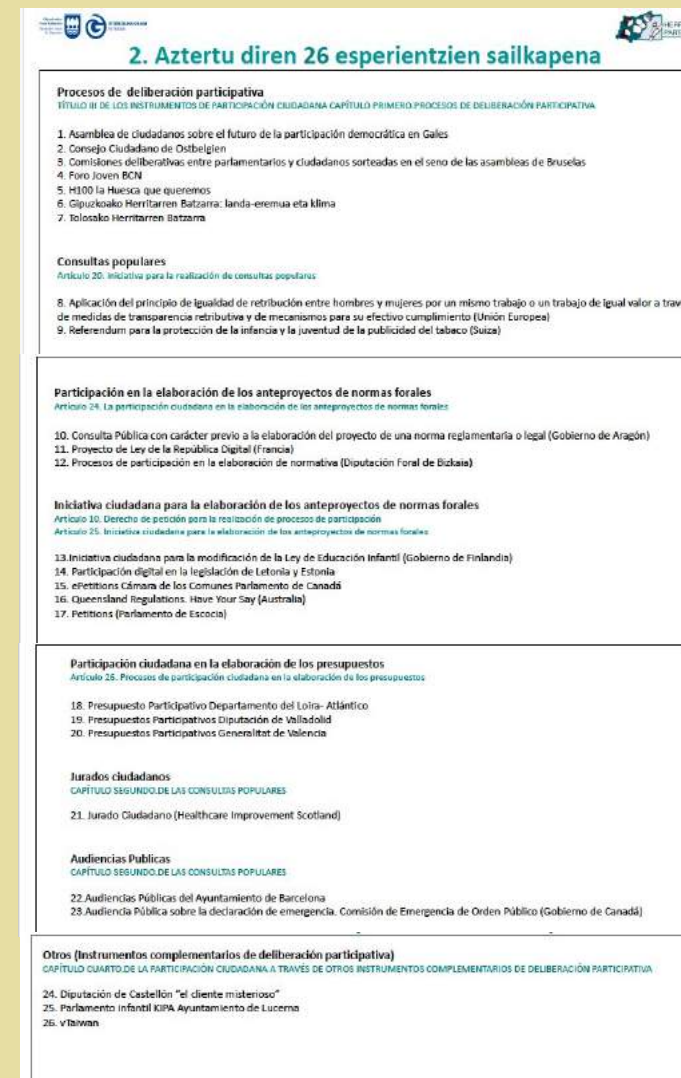 2. Aztertu diren 26 esperientzien sailkapena
Procesos de deliberación participativa
TÍTULO III DE LOS INSTRUMENTOS DE PARTICIPACIÓN CIUDADANA CAPÍTULO PRIMERO.PROCESOS DE DELIBERACIÓN PARTICIPATIVA
1. Asamblea de ciudadanos sobre el futuro de la participación democrática en Gales
2. Consejo Ciudadano de Ostbelgien
3. Comisiones deliberativas entre parlamentarios y ciudadanos sorteadas en el seno de las asambleas de Bruselas
4. Foro Joven BCN
5. H100 la Huesca que queremos
6. Gipuzkoako Herritarren Batzarra: landa-eremua eta klima
7. Tolosako Herritarren Batzarra
Consultas populares
Artículo 20. Iniciativa para la realización de consultas populares
8. Aplicación del principio de igualdad de retribución entre hombres y mujeres por un mismo trabajo o un trabajo de igual valor a trav
de medidas de transparencia retributiva y de mecanismos para su efectivo cumplimiento (Unión Europea)
9. Referendum para la protección de la infancia y la juventud de la publicidad del tabaco (Suiza)
Participación en la elaboración de los anteproyectos de normas forales
Artículo 24. La participación ciudadana en la elaboración de los anteproyectos de normas forales
10. Consulta Pública con carácter previo a la elaboración del proyecto de una norma reglamentaria o legal (Gobierno de Aragón)
11. Proyecto de Ley de la República Digital (Francia)
12. Procesos de participación en la elaboración de normativa (Diputación Foral de Bizkaia)
Iniciativa ciudadana para la elaboración de los anteproyectos de normas forales
Artículo 10. Derecho de petición para la realización de procesos de participación
Artículo 25. Iniciativa ciudadana para la elaboración de los anteproyectos de normas forales
13.Iniciativa ciudadana para la modificación de la Ley de Educación Infantil (Gobierno de Finlandia)
14. Participación digital en la legislación de Letonia y Estonia
15. ePetitions Cámara de los Comunes Parlamento de Canadá
16. Queensland Regulations. Have Your Say (Australia)
17. Petitions (Parlamento de Escocia)
Participación ciudadana en la elaboración de los presupuestos
Artículo 26. Procesos de participación ciudadana en la elaboración de los presupuestos
18. Presupuesto Participativo Departamento del Loira- Atlántico
19. Presupuestos Participativos Diputación de Valladolid
20. Presupuestos Participativos Generalitat de Valencia
Jurados ciudadanos
CAPÍTULO SEGUNDO.DE LAS CONSULTAS POPULARES
21. Jurado Ciudadano (Healthcare Improvement Scotland)
Audiencias Publicas
CAPÍTULO SEGUNDO.DE LAS CONSULTAS POPULARES
22.Audiencias Públicas del Ayuntamiento de Barcelona
23.Audiencia Pública sobre la declaración de emergencia. Comisión de Emergencia de Orden Público (Gobierno de Canadá)
Otros (Instrumentos complementarios de deliberación participativa)
CAPÍTULO CUARTO.DE LA PARTICIPACIÓN CIUDADANA A TRAVÉS DE OTROS INSTRUMENTOS COMPLEMENTARIOS DE DELIBERACIÓN PARTICIPATIVA
24. Diputación de Castellón "el cliente misterioso"
25. Parlamento Infantil KIPA Ayuntamiento de Lucerna
26. vTaiwan